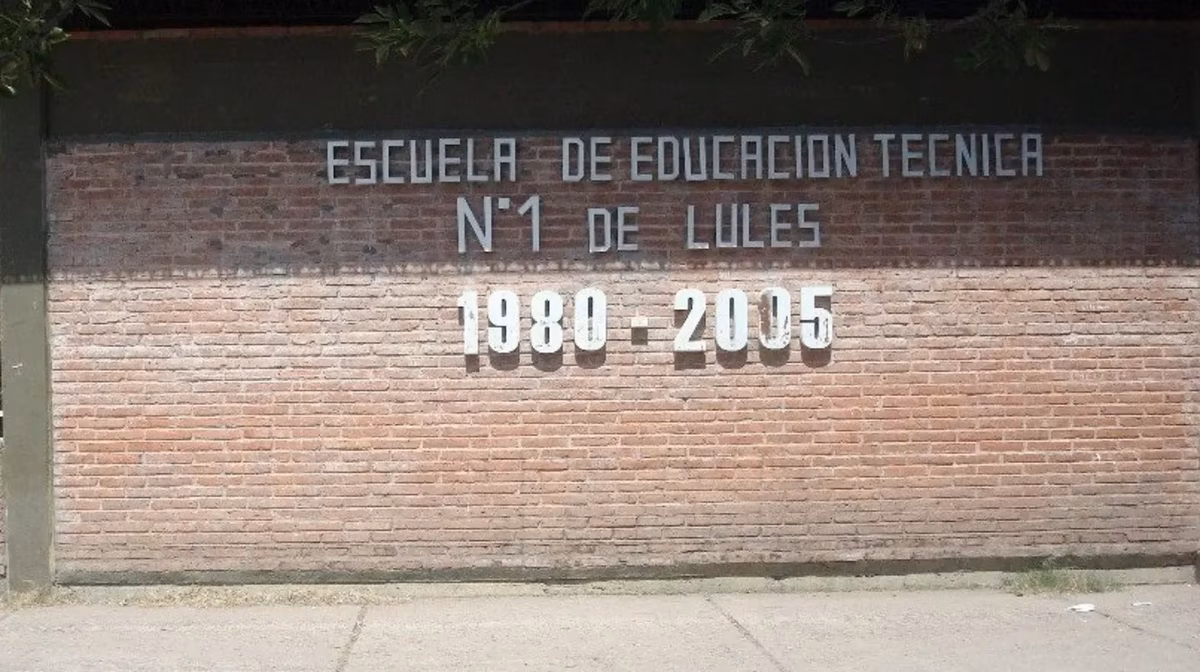 ESCUELA DE EDUCACION TECNICA
N°1 DE LULES
1980 - 2005